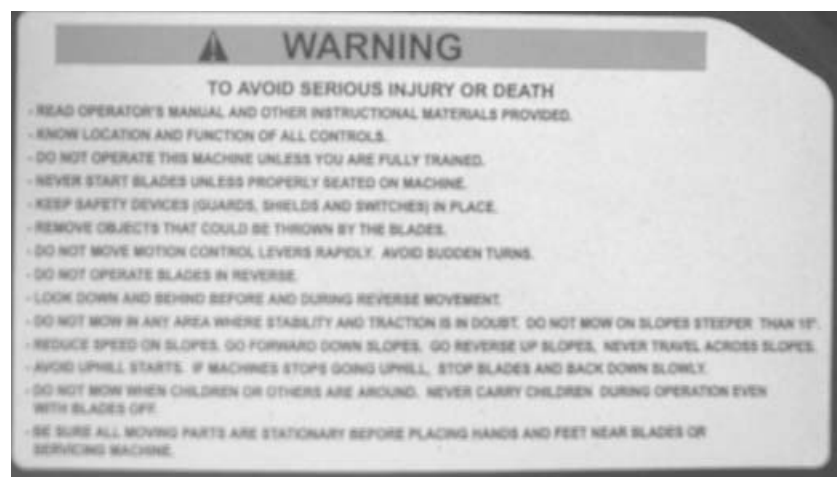 WARNING
TO AVOID SERIOUS INJURY OR DEATH
- READ OPERATOR'S MANUAL AND OTHER INSTRUCTIONAL MATERIALS PROVIDED.
- KNOW LOCATION AND FUNCTION OF ALL CONTROLS.
- DO NOT OPERATE THIS MACHINE UNLESS YOU ARE FULLY TRAINED.
- NEVER START BLADES UNLESS PROPERLY SEATED ON MACHINE.
- KEEP SAFETY DEVICES (GUARDS, SHIELDS AND SWITCHES) IN PLACE.
- REMOVE OBJECTS THAT COULD BE THROWN BY THE BLADES.
- DO NOT MOVE MOTION CONTROL LEVERS RAPIDLY. AVOID SUDDEN TURNS.
- DO NOT OPERATE BLADES IN REVERSE.
- LOOK DOWN AND BEHIND BEFORE AND DURING REVERSE MOVEMENT.
- DO NOT MOW IN ANY AREA WHERE STABILITY AND TRACTION IS IN DOUBT. DO NOT MOW ON SLOPES STEEPER THAN 15°.
- REDUCE SPEED ON SLOPES. GO FORWARD DOWN SLOPES. GO REVERSE UP SLOPES, NEVER TRAVEL ACROSS SLOPES.
- AVOID UPHILL STARTS. IF MACHINES STOPS GOING UPHILL, STOP BLADES AND BACK DOWN SLOWLY.
- DO NOT MOW WHEN CHILDREN OR OTHERS ARE AROUND. NEVER CARRY CHILDREN DURING OPERATION EVEN
WITH BLADES OFF.
- BE SURE ALL MOVING PARTS ARE STATIONARY BEFORE PLACING HANDS AND FEET NEAR BLADES OR
SERVICING MACHINE.